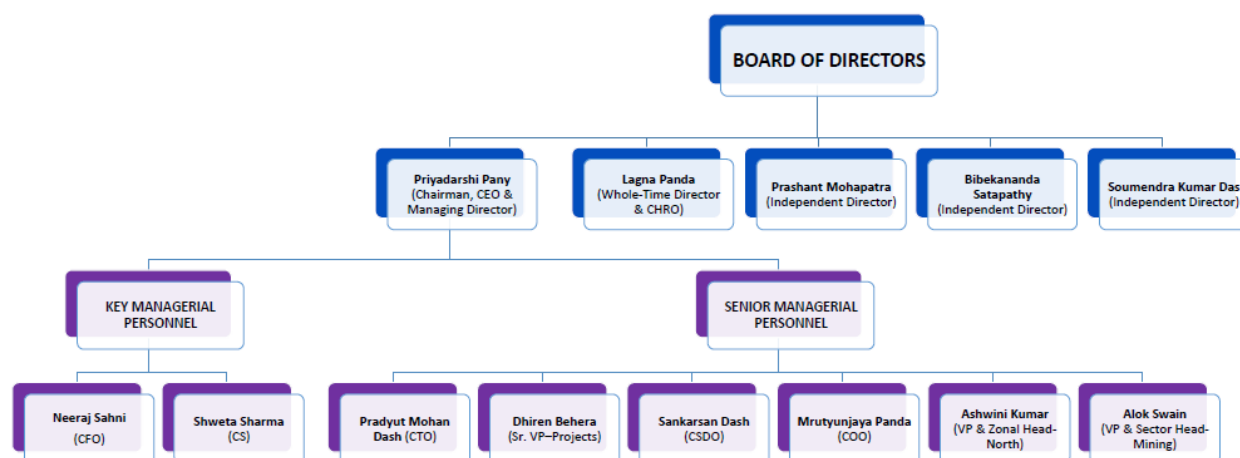 BOARD OF DIRECTORS
Priyadarshi Pany
(Chairman, CEO &
Managing Director)
Lagna Panda
(Whole-Time Director
& CHRO)
Prashant Mohapatra
(Independent Director)
Bibekananda
Satapathy
(Independent Director)
Soumendra Kumar Das
(Independent Director)
KEY MANAGERIAL
PERSONNEL
SENIOR MANAGERIAL
PERSONNEL
Neeraj Sahni
(CFO)
Shweta Sharma
(CS)
Pradyut Mohan
Dash (CTO)
Dhiren Behera
(Sr. VP–Projects)
Sankarsan Dash
(CSDO)
Mrutyunjaya Panda
(COO)
Ashwini Kumar
(VP & Zonal Head-
North)
Alok Swain
(VP & Sector Head-
Mining)